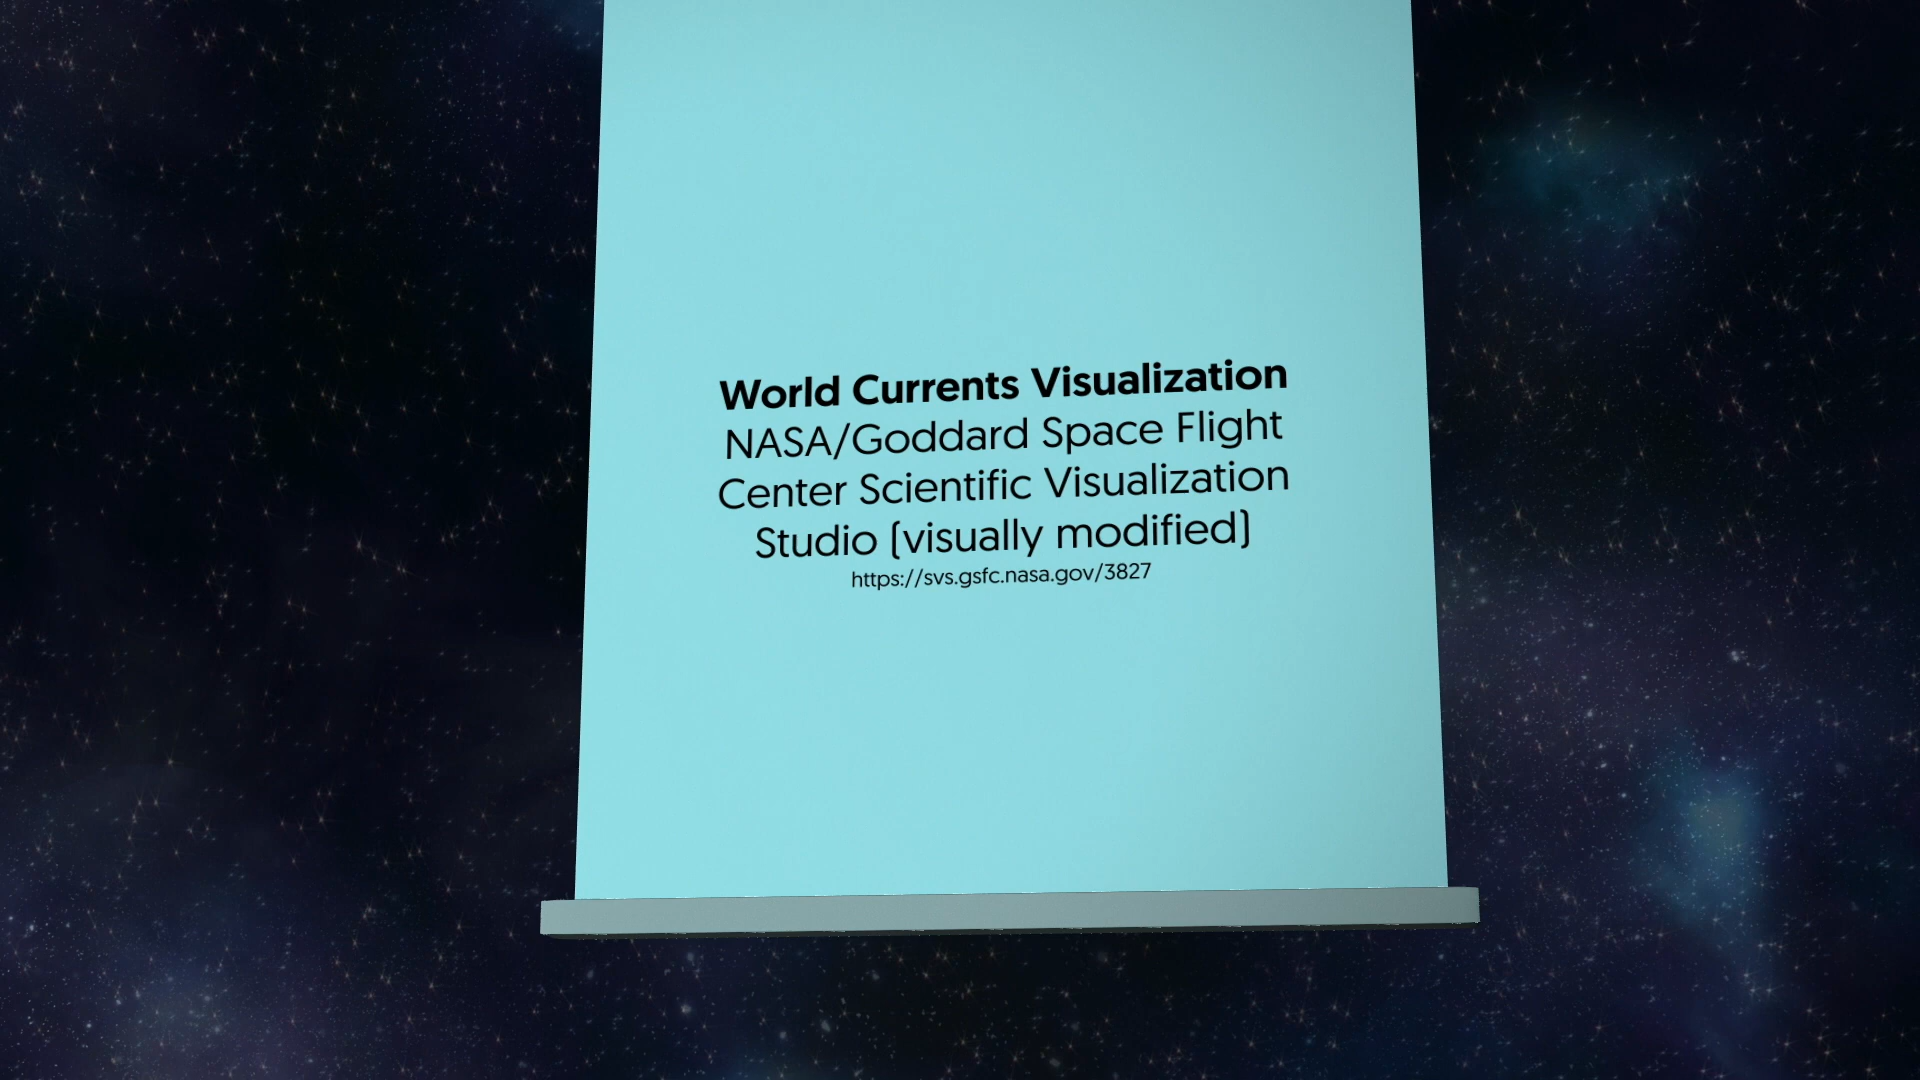 World Currents Visualization
NASA/Goddard Space Flight
Center Scientific Visualization
Studio (visually modified)
https://svs.gsfc.nasa.gov/3827